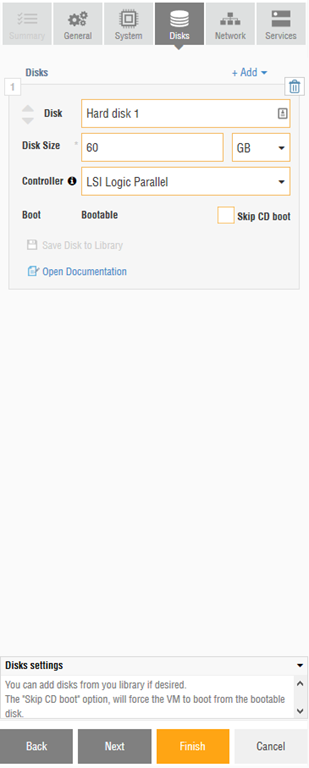 Summary General System Disks Network Services
Disks + Add
1
Disk Hard disk 1
Disk Size * 60 GB
Controller LSI Logic Parallel
Boot Bootable Skip CD boot
Save Disk to Library
Open Documentation
Disks settings
You can add disks from you library if desired.
The "Skip CD boot" option, will force the VM to boot from the bootable
disk.
Back Next Finish Cancel